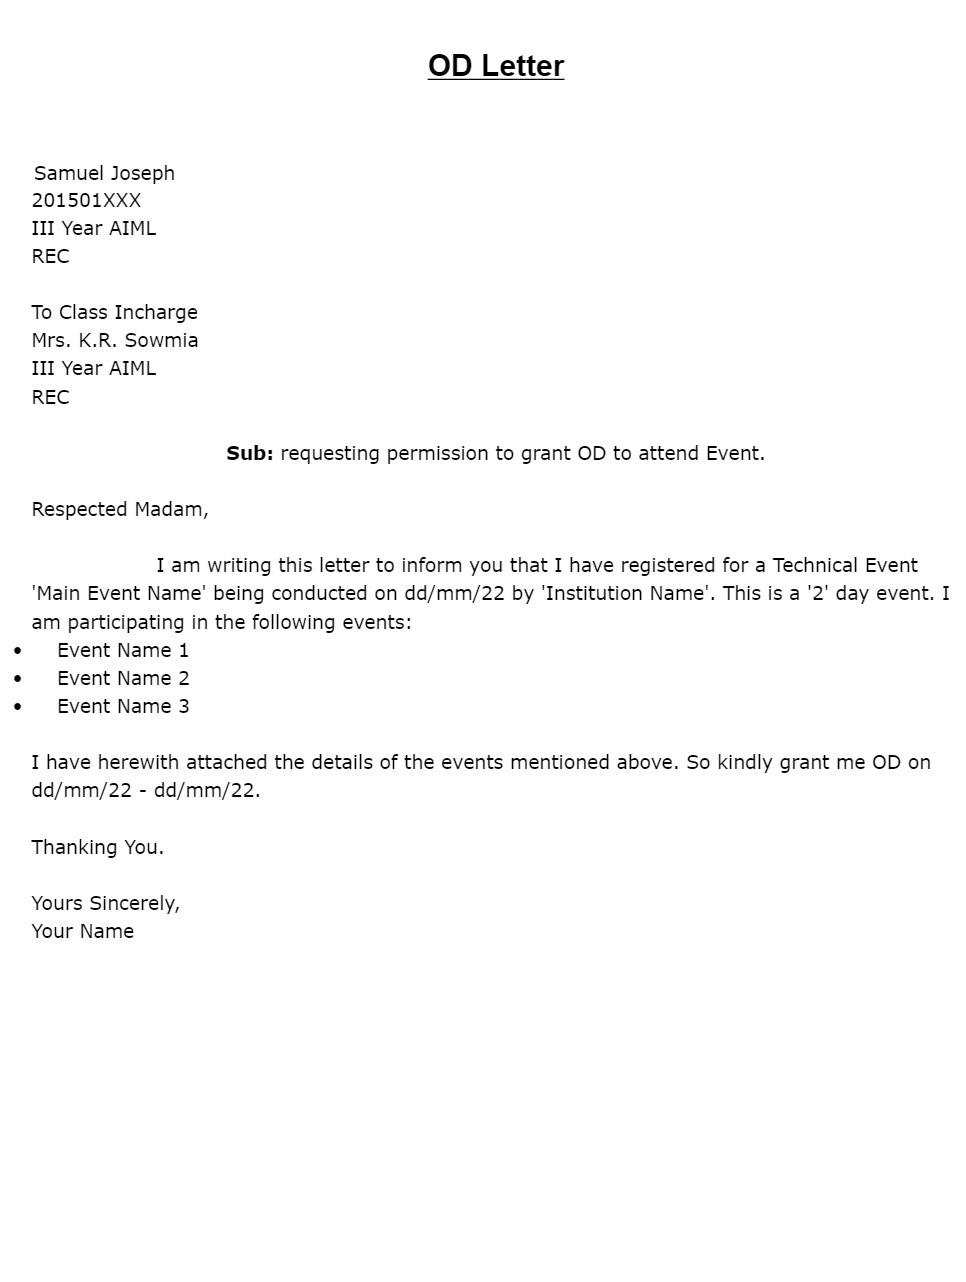 OD Letter
Samuel Joseph
201501XXX
III Year AIML
REC
To Class Incharge
Mrs. K.R. Sowmia
III Year AIML
REC
Sub: requesting permission to grant OD to attend Event.
Respected Madam,
I am writing this letter to inform you that I have registered for a Technical Event
'Main Event Name' being conducted on dd/mm/22 by 'Institution Name'. This is a '2' day event. I
am participating in the following events:
• Event Name 1
• Event Name 2
• Event Name 3
I have herewith attached the details of the events mentioned above. So kindly grant me OD on
dd/mm/22 - dd/mm/22.
Thanking You.
Yours Sincerely,
Your Name